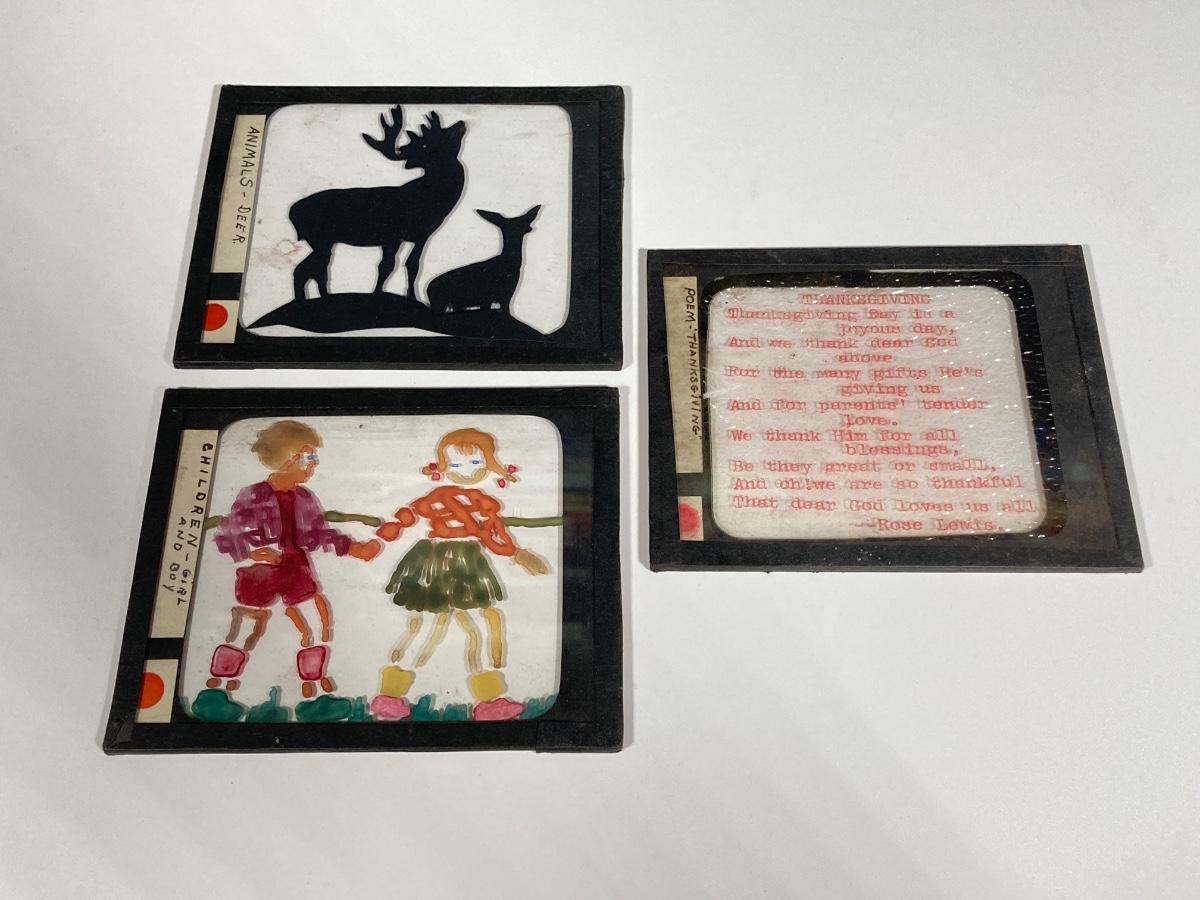 ANIMALS - DEER
CHILDREN - GIRL
AND BOY
POEM - "THANKSGIVING"
THANKSGIVING
Thanksgiving Day is a
joyous day,
And we thank dear God
above
For the many gifts He's
giving us
And for parents' tender
love.
We thank Him for all
blessings,
Be they great or small,
And oh!we are so thankful
That dear God loves us all.
--Rose Lewis.